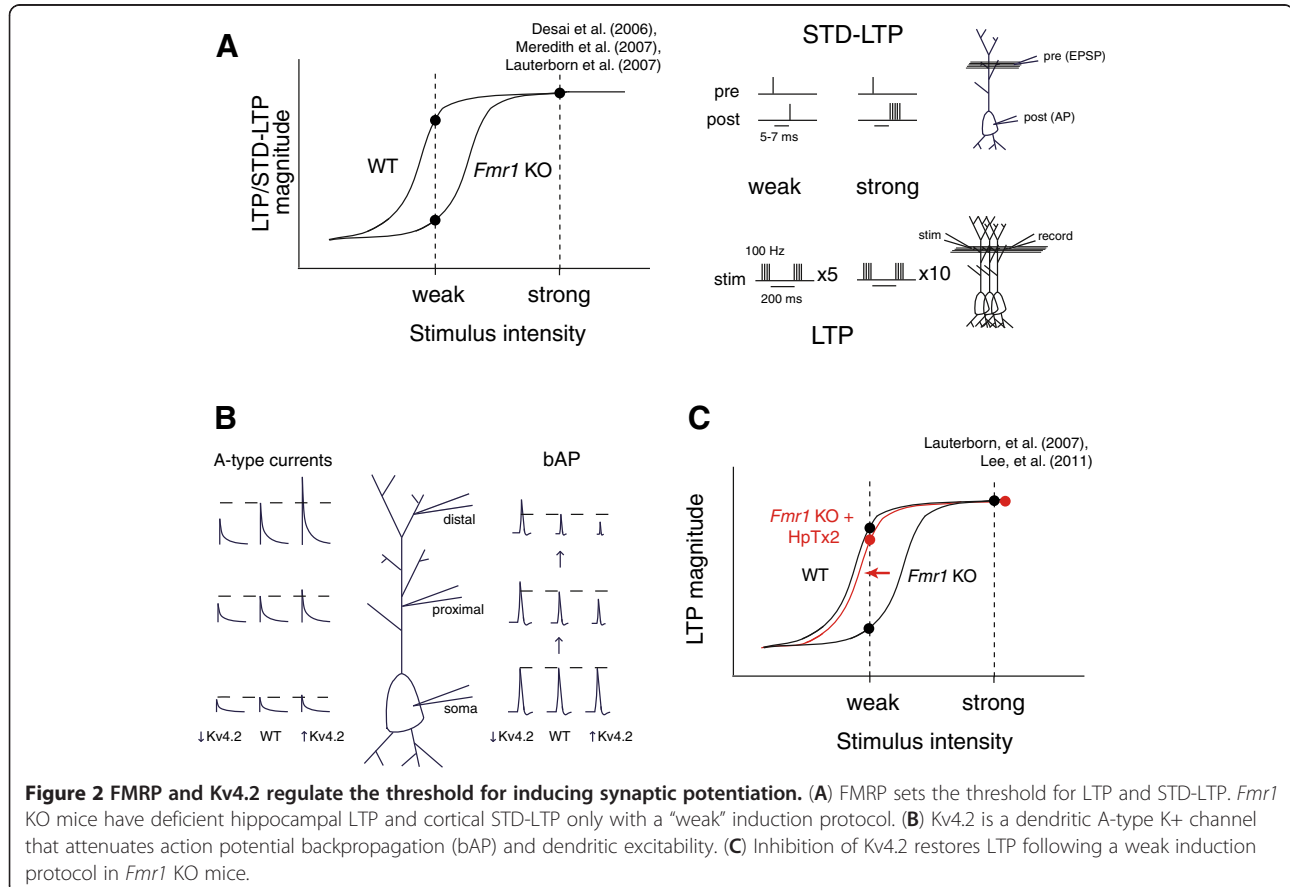 A
Desai et al. (2006),
Meredith et al. (2007),
Lauterborn et al. (2007)
LTP/STD-LTP
magnitude
WT
Fmr1 KO
weak
strong
Stimulus intensity
STD-LTP
pre
post
5-7 ms
weak
strong
pre (EPSP)
post (AP)
100 Hz
stim
x5
x10
200 ms
LTP
stim
record
B
A-type currents
bAP
distal
proximal
soma
↓Kv4.2
WT
↑Kv4.2
↓Kv4.2
WT
↑Kv4.2
C
Lauterborn, et al. (2007),
Lee, et al. (2011)
LTP magnitude
Fmr1 KO +
HpTx2
WT
Fmr1 KO
weak
strong
Stimulus intensity
Figure 2 FMRP and Kv4.2 regulate the threshold for inducing synaptic potentiation. (A) FMRP sets the threshold for LTP and STD-LTP. Fmr1
KO mice have deficient hippocampal LTP and cortical STD-LTP only with a “weak” induction protocol. (B) Kv4.2 is a dendritic A-type K+ channel
that attenuates action potential backpropagation (bAP) and dendritic excitability. (C) Inhibition of Kv4.2 restores LTP following a weak induction
protocol in Fmr1 KO mice.